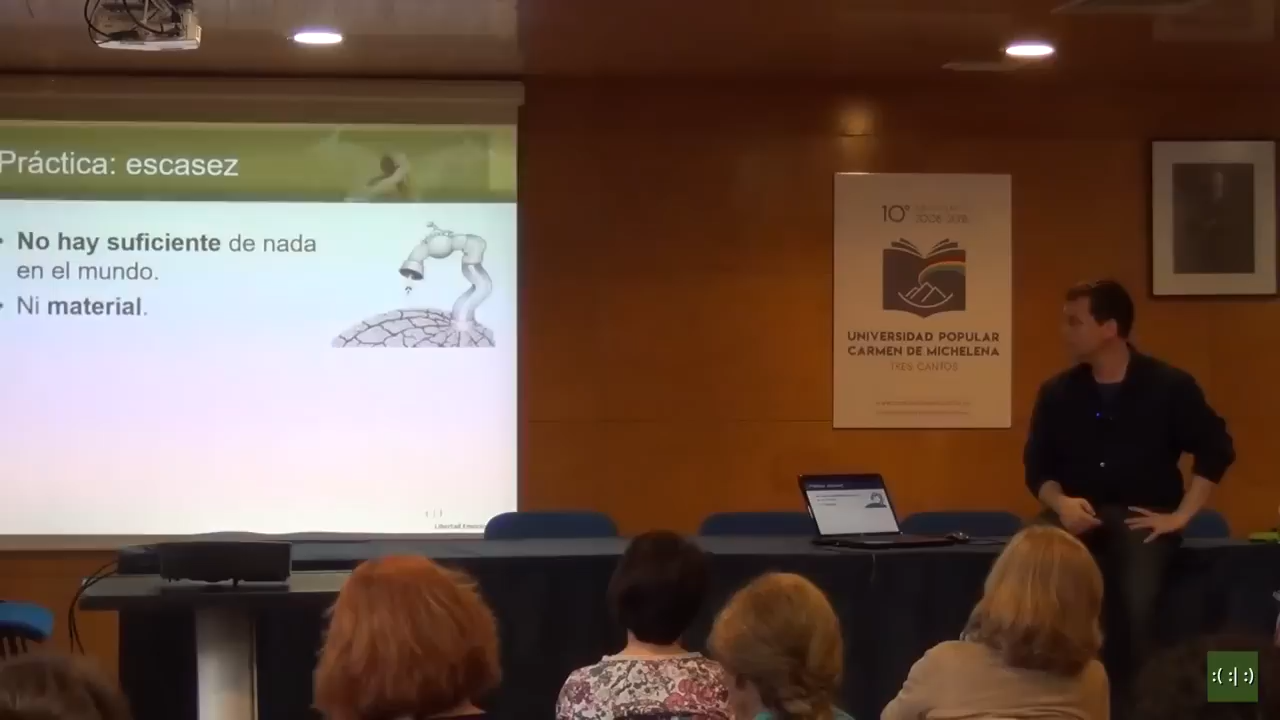 Práctica: escasez
• No hay suficiente de nada
en el mundo.
• Ni material.
10º
UNIVERSIDAD POPULAR
CARMEN DE MICHELENA
TRES CANTOS
:( :| :)